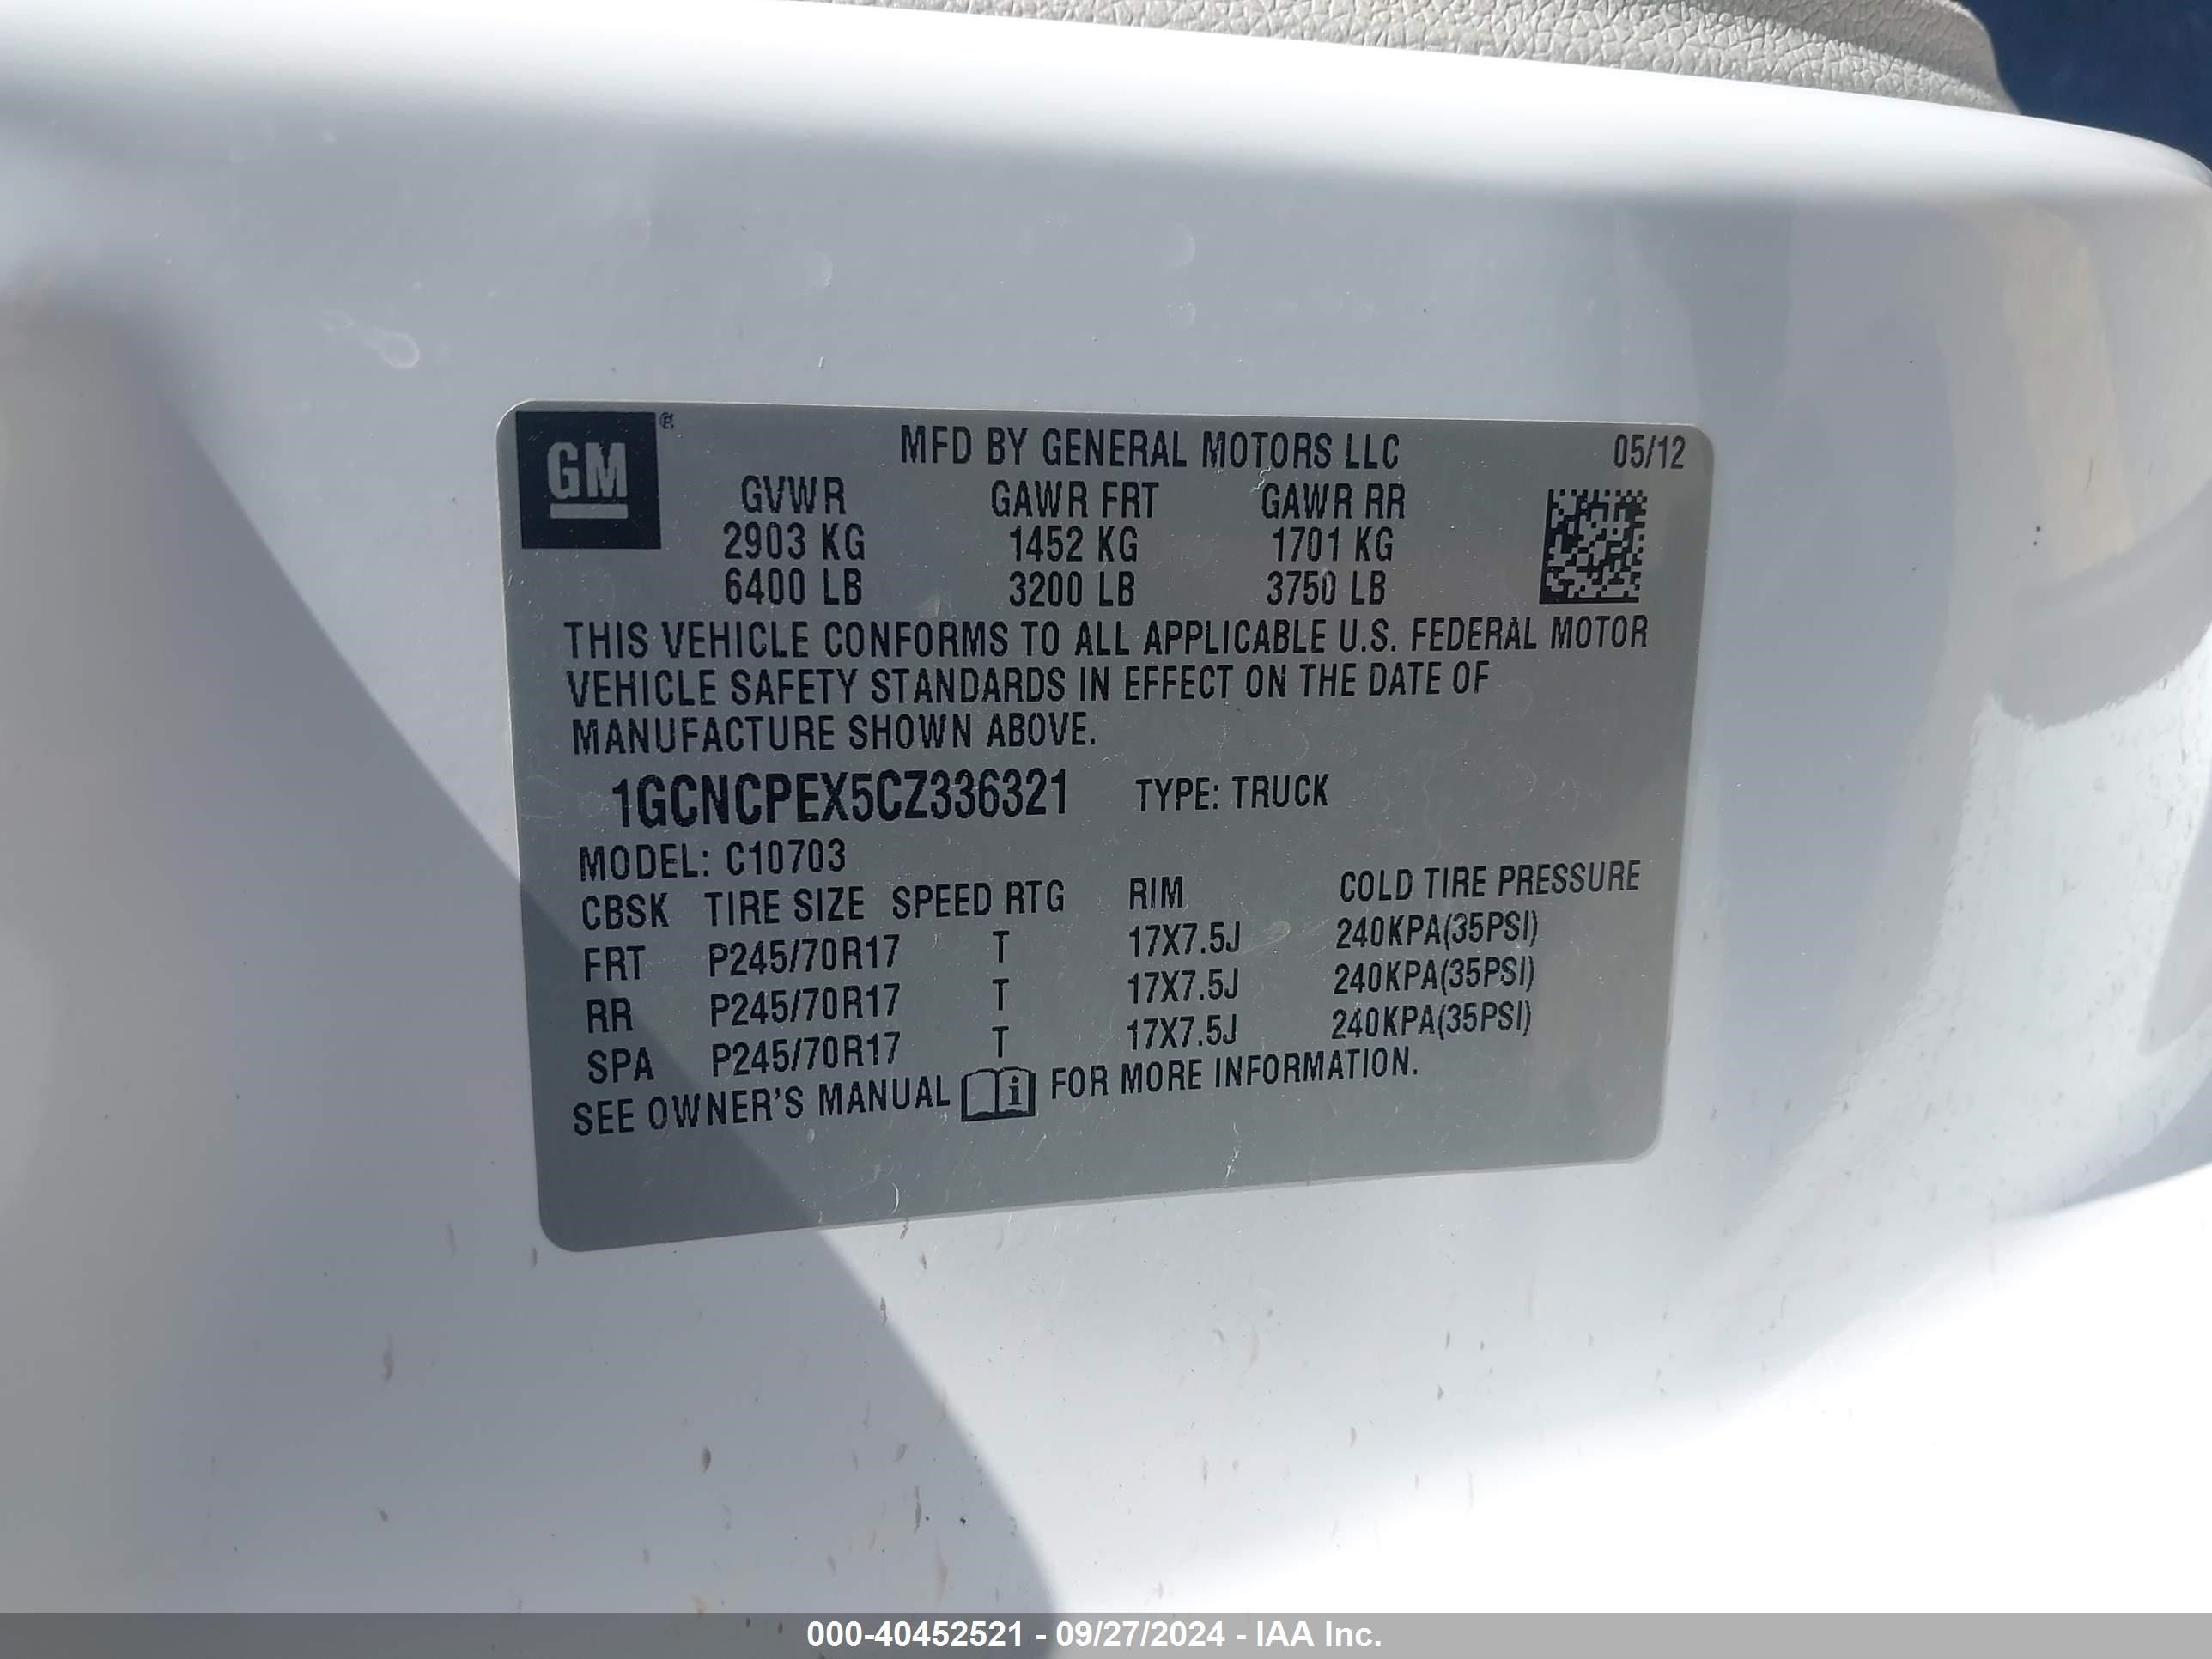 GM
MFD BY GENERAL MOTORS LLC 05/12
GVWR GAWR FRT GAWR RR
2903 KG 1452 KG 1701 KG
6400 LB 3200 LB 3750 LB
THIS VEHICLE CONFORMS TO ALL APPLICABLE U.S. FEDERAL MOTOR
VEHICLE SAFETY STANDARDS IN EFFECT ON THE DATE OF
MANUFACTURE SHOWN ABOVE.
1GCNCPEX5CZ336321 TYPE: TRUCK
MODEL: C10703
CBSK TIRE SIZE SPEED RTG RIM COLD TIRE PRESSURE
FRT P245/70R17 T 17X7.5J 240KPA(35PSI)
RR P245/70R17 T 17X7.5J 240KPA(35PSI)
SPA P245/70R17 T 17X7.5J 240KPA(35PSI)
SEE OWNER'S MANUAL i FOR MORE INFORMATION.
000-40452521 - 09/27/2024 - IAA Inc.